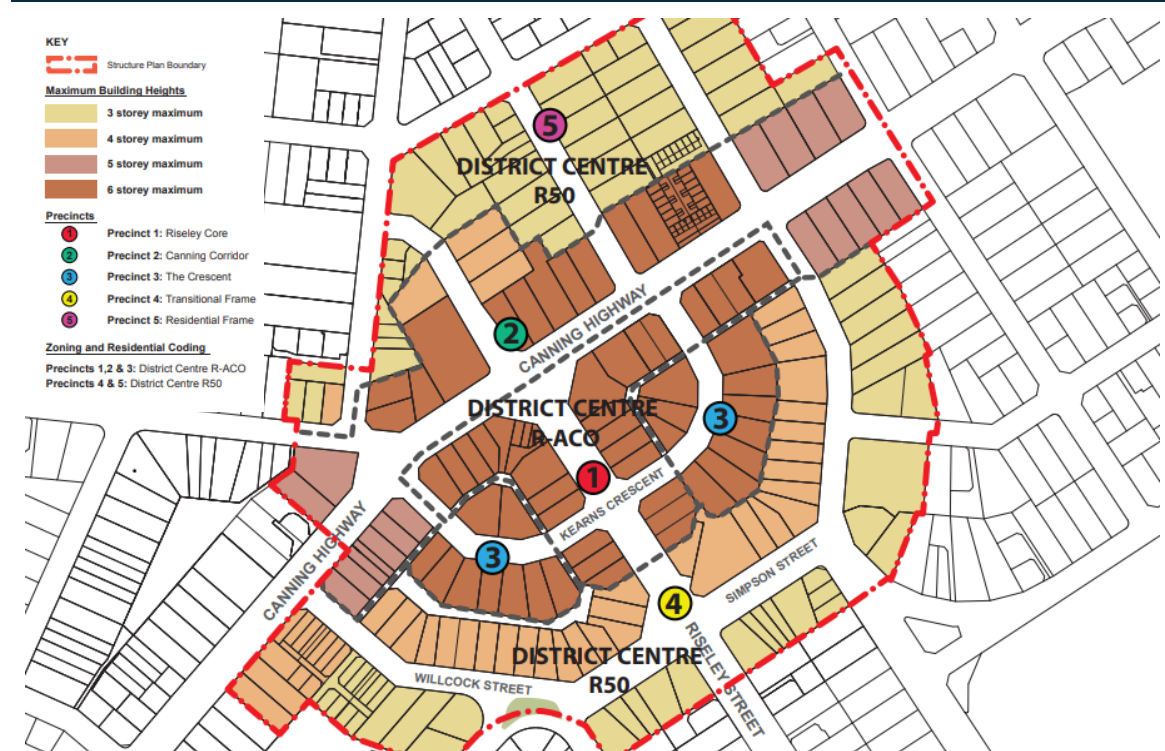 KEY
Structure Plan Boundary
Maximum Building Heights
3 storey maximum
4 storey maximum
5 storey maximum
6 storey maximum
Precincts
1 Precinct 1: Riseley Core
2 Precinct 2: Canning Corridor
3 Precinct 3: The Crescent
4 Precinct 4: Transitional Frame
5 Precinct 5: Residential Frame
Zoning and Residential Coding
Precincts 1,2 & 3: District Centre R-ACO
Precincts 4 & 5: District Centre R50
5
DISTRICT CENTRE
R50
2
CANNING HIGHWAY
DISTRICT CENTRE
R-ACO
3
1
KEARNS CRESCENT
CANNING HIGHWAY
3
SIMPSON STREET
4
RISELEY STREET
DISTRICT CENTRE
R50
WILLCOCK STREET